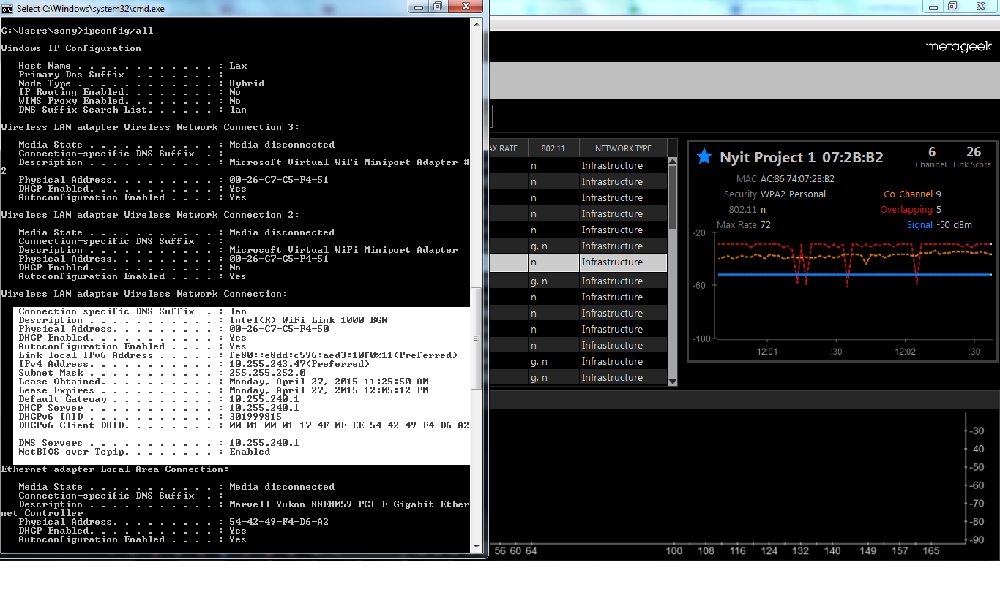 Select C:\Windows\system32\cmd.exe
C:\Users\sony>ipconfig/all
Windows IP Configuration
Host Name . . . . . . . . . . . . : Lax
Primary Dns Suffix . . . . . . . :
Node Type . . . . . . . . . . . . : Hybrid
IP Routing Enabled. . . . . . . . : No
WINS Proxy Enabled. . . . . . . . : No
DNS Suffix Search List. . . . . . : lan
Wireless LAN adapter Wireless Network Connection 3:
Media State . . . . . . . . . . . : Media disconnected
Connection-specific DNS Suffix . :
Description . . . . . . . . . . . : Microsoft Virtual WiFi Miniport Adapter #
2
Physical Address. . . . . . . . . : 00-26-C7-C5-F4-51
DHCP Enabled. . . . . . . . . . . : Yes
Autoconfiguration Enabled . . . . : Yes
Wireless LAN adapter Wireless Network Connection 2:
Media State . . . . . . . . . . . : Media disconnected
Connection-specific DNS Suffix . :
Description . . . . . . . . . . . : Microsoft Virtual WiFi Miniport Adapter
Physical Address. . . . . . . . . : 00-26-C7-C5-F4-51
DHCP Enabled. . . . . . . . . . . : No
Autoconfiguration Enabled . . . . : Yes
Wireless LAN adapter Wireless Network Connection:
Connection-specific DNS Suffix . : lan
Description . . . . . . . . . . . : Intel(R) WiFi Link 1000 BGN
Physical Address. . . . . . . . . : 00-26-C7-C5-F4-50
DHCP Enabled. . . . . . . . . . . : Yes
Autoconfiguration Enabled . . . . : Yes
Link-local IPv6 Address . . . . . : fe80::e8dd:c596:aed3:10f0%11(Preferred)
IPv4 Address. . . . . . . . . . . : 10.255.243.47(Preferred)
Subnet Mask . . . . . . . . . . . : 255.255.252.0
Lease Obtained. . . . . . . . . . : Monday, April 27, 2015 11:25:50 AM
Lease Expires . . . . . . . . . . : Monday, April 27, 2015 12:05:12 PM
Default Gateway . . . . . . . . . : 10.255.240.1
DHCP Server . . . . . . . . . . . : 10.255.240.1
DHCPv6 IAID . . . . . . . . . . . : 301999815
DHCPv6 Client DUID. . . . . . . . : 00-01-00-01-17-4F-0E-EE-54-42-49-F4-D6-A2
DNS Servers . . . . . . . . . . . : 10.255.240.1
NetBIOS over Tcpip. . . . . . . . : Enabled
Ethernet adapter Local Area Connection:
Media State . . . . . . . . . . . : Media disconnected
Connection-specific DNS Suffix . :
Description . . . . . . . . . . . : Marvell Yukon 88E8059 PCI-E Gigabit Ether
net Controller
Physical Address. . . . . . . . . : 54-42-49-F4-D6-A2
DHCP Enabled. . . . . . . . . . . : Yes
Autoconfiguration Enabled . . . . : Yes
metageek
AX RATE 802.11 NETWORK TYPE
n Infrastructure
n Infrastructure
n Infrastructure
n Infrastructure
n Infrastructure
g, n Infrastructure
n Infrastructure
g, n Infrastructure
n Infrastructure
n Infrastructure
n Infrastructure
n Infrastructure
g, n Infrastructure
g, n Infrastructure
Nyit Project 1_07:2B:B2
6 26
Channel Link Score
MAC AC:86:74:07:2B:B2
Security WPA2-Personal Co-Channel 9
802.11 n Overlapping 5
Max Rate 72 Signal -50 dBm
-20
-60
-100
12:01 :30 12:02 :30
-30
-40
-50
-60
-70
-80
-90
56 60 64 100 108 116 124 132 140 149 157 165